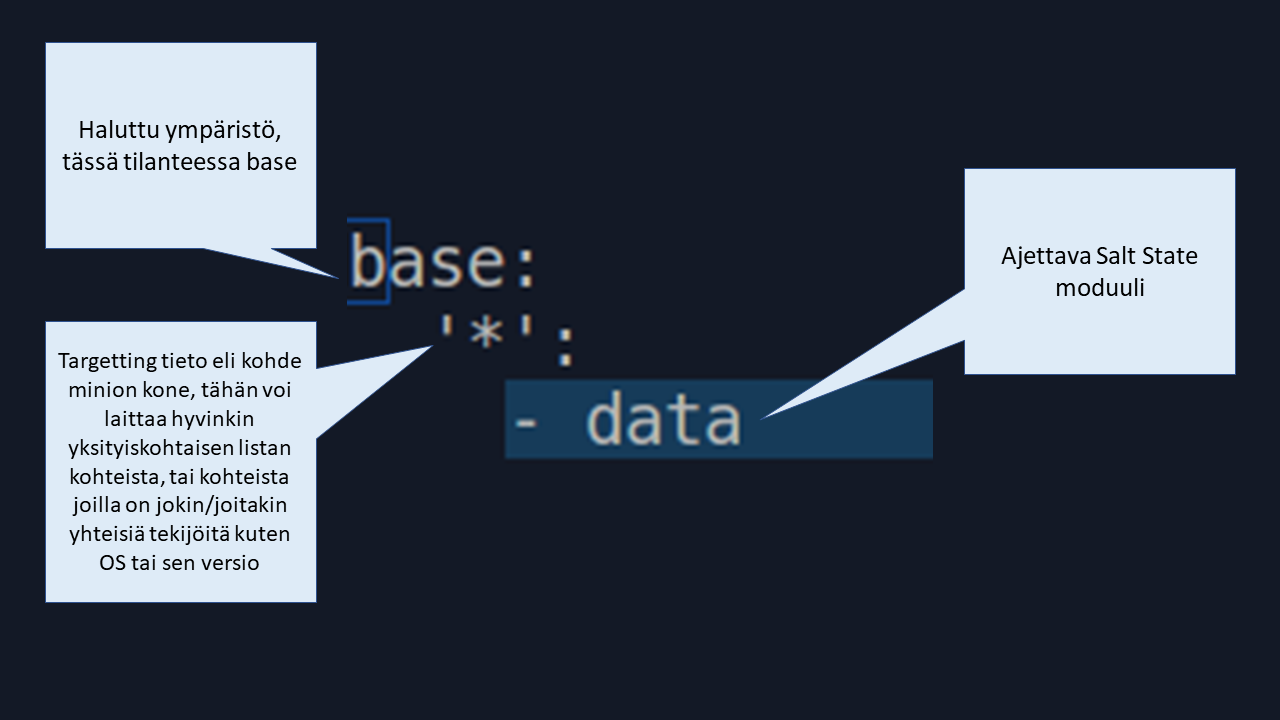 Haluttu ympäristö,
tässä tilanteessa base
base:
'*':
- data
Targetting tieto eli kohde
minion kone, tähän voi
laittaa hyvinkin
yksityiskohtaisen listan
kohteista, tai kohteista
joilla on jokin/joitakin
yhteisiä tekijöitä kuten
OS tai sen versio
Ajettava Salt State
moduuli